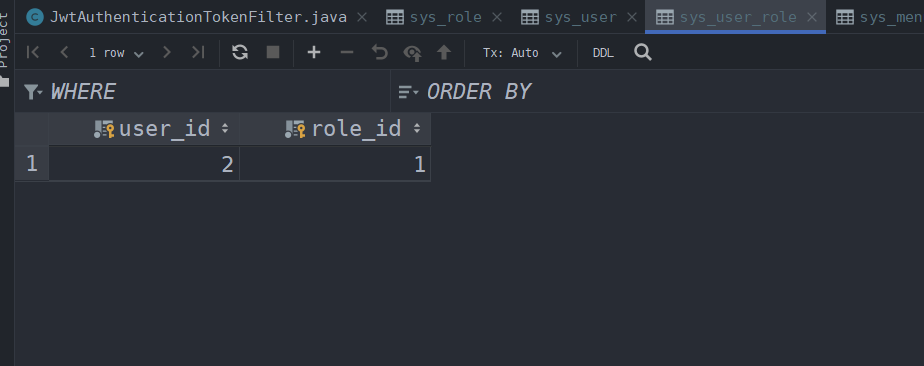 Project
JwtAuthenticationTokenFilter.java sys_role sys_user sys_user_role sys_men
1 row Tx: Auto DDL
WHERE ORDER BY
user_id role_id
1 2 1